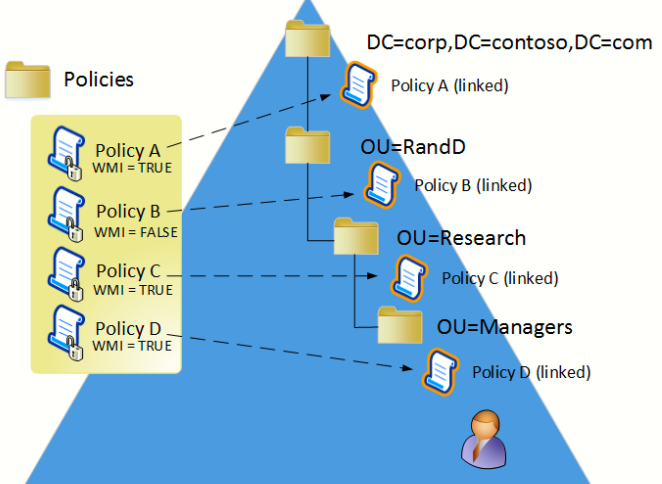 DC=corp,DC=contoso,DC=com
Policies
Policy A (linked)
Policy A
WMI = TRUE
OU=RandD
Policy B (linked)
Policy B
WMI = FALSE
OU=Research
Policy C
WMI = TRUE
Policy C (linked)
Policy D
WMI = TRUE
OU=Managers
Policy D (linked)